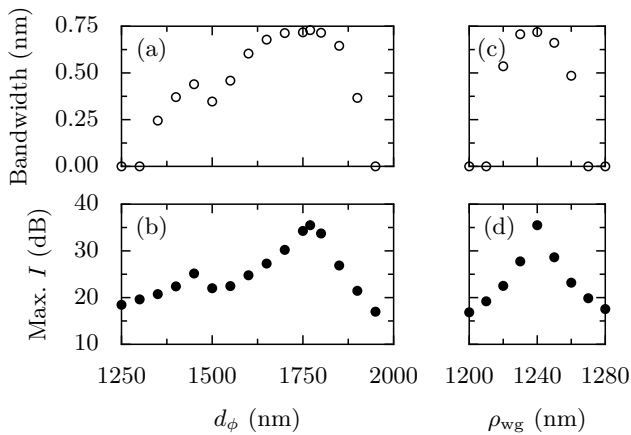 0.75
0.50
0.25
0.00
Bandwidth (nm)
(a)
(c)
40
30
20
10
Max. I (dB)
(b)
(d)
1250 1500 1750 2000
1200 1240 1280
d_ϕ (nm)
ρ_wg (nm)